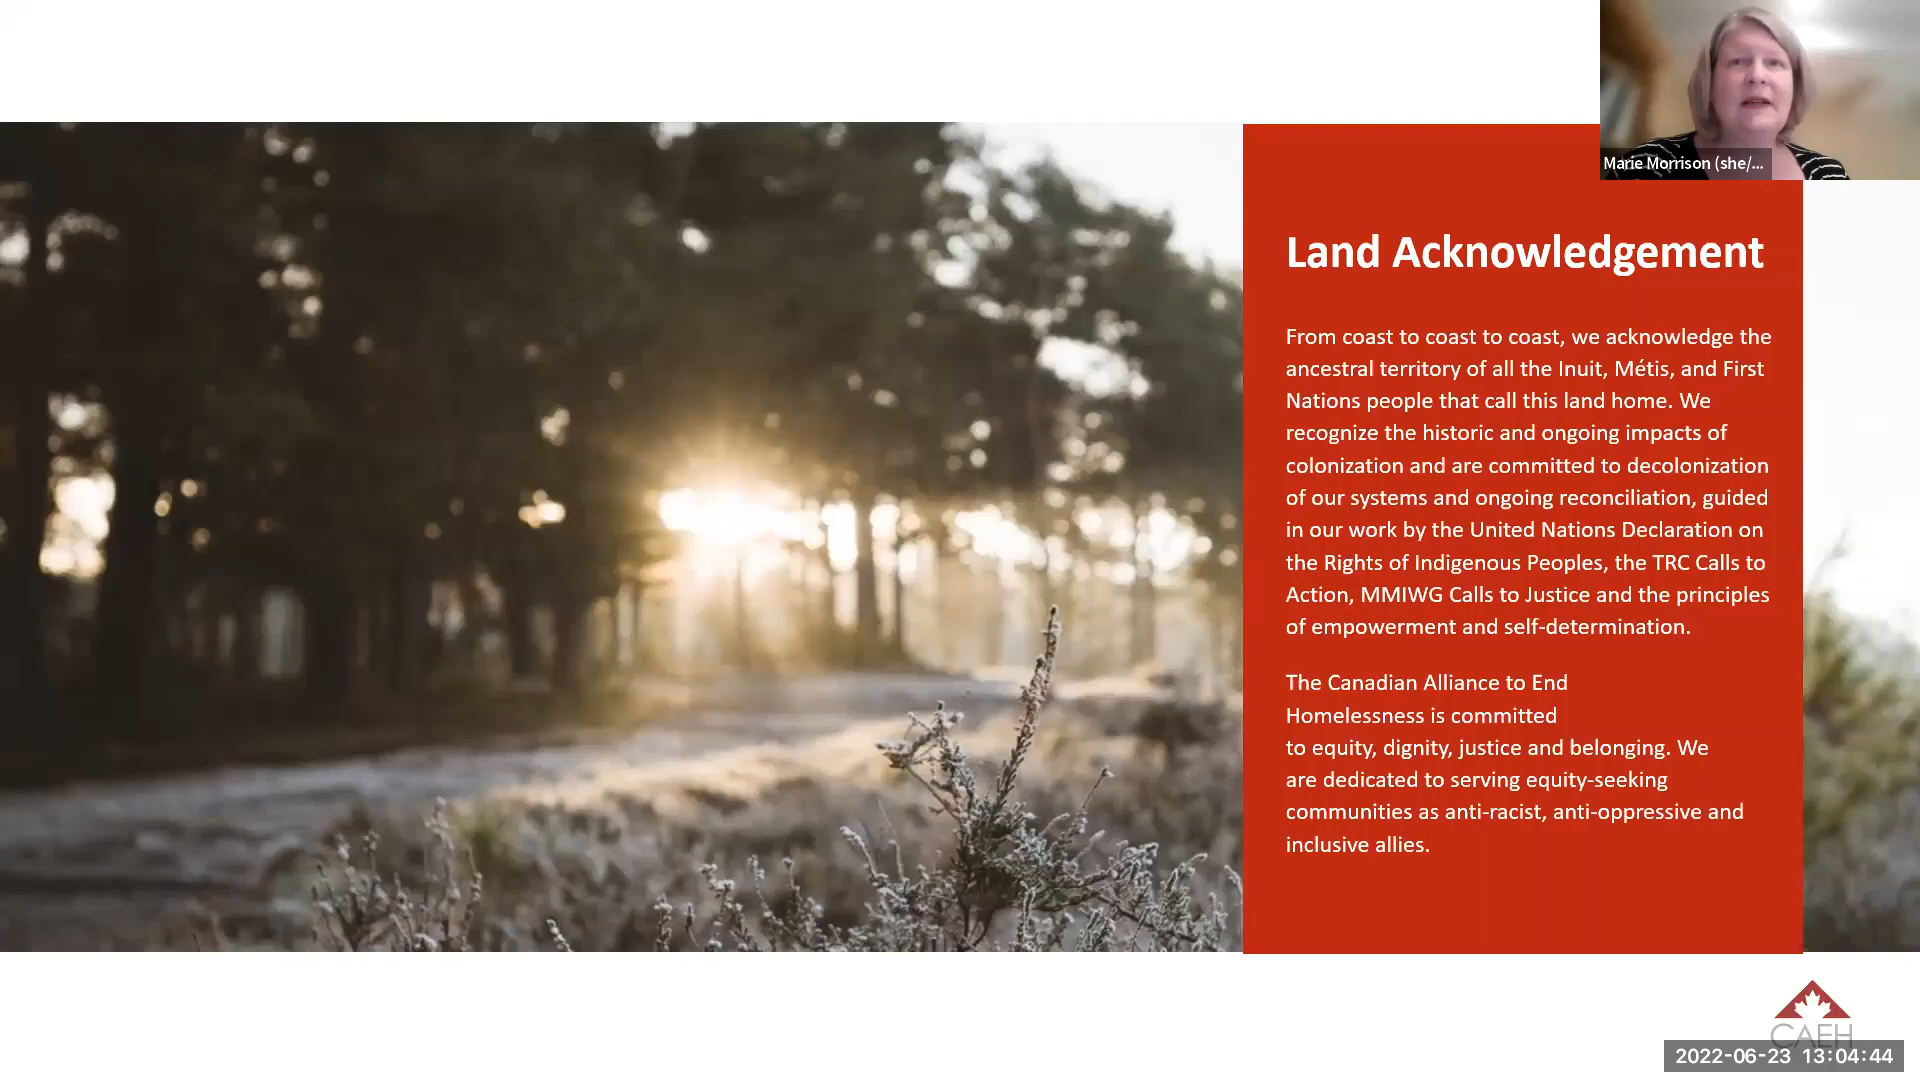 Marie Morrison (she/...
Land Acknowledgement
From coast to coast to coast, we acknowledge the
ancestral territory of all the Inuit, Métis, and First
Nations people that call this land home. We
recognize the historic and ongoing impacts of
colonization and are committed to decolonization
of our systems and ongoing reconciliation, guided
in our work by the United Nations Declaration on
the Rights of Indigenous Peoples, the TRC Calls to
Action, MMIWG Calls to Justice and the principles
of empowerment and self-determination.
The Canadian Alliance to End
Homelessness is committed
to equity, dignity, justice and belonging. We
are dedicated to serving equity-seeking
communities as anti-racist, anti-oppressive and
inclusive allies.
CAEH
2022-06-23 13:04:44